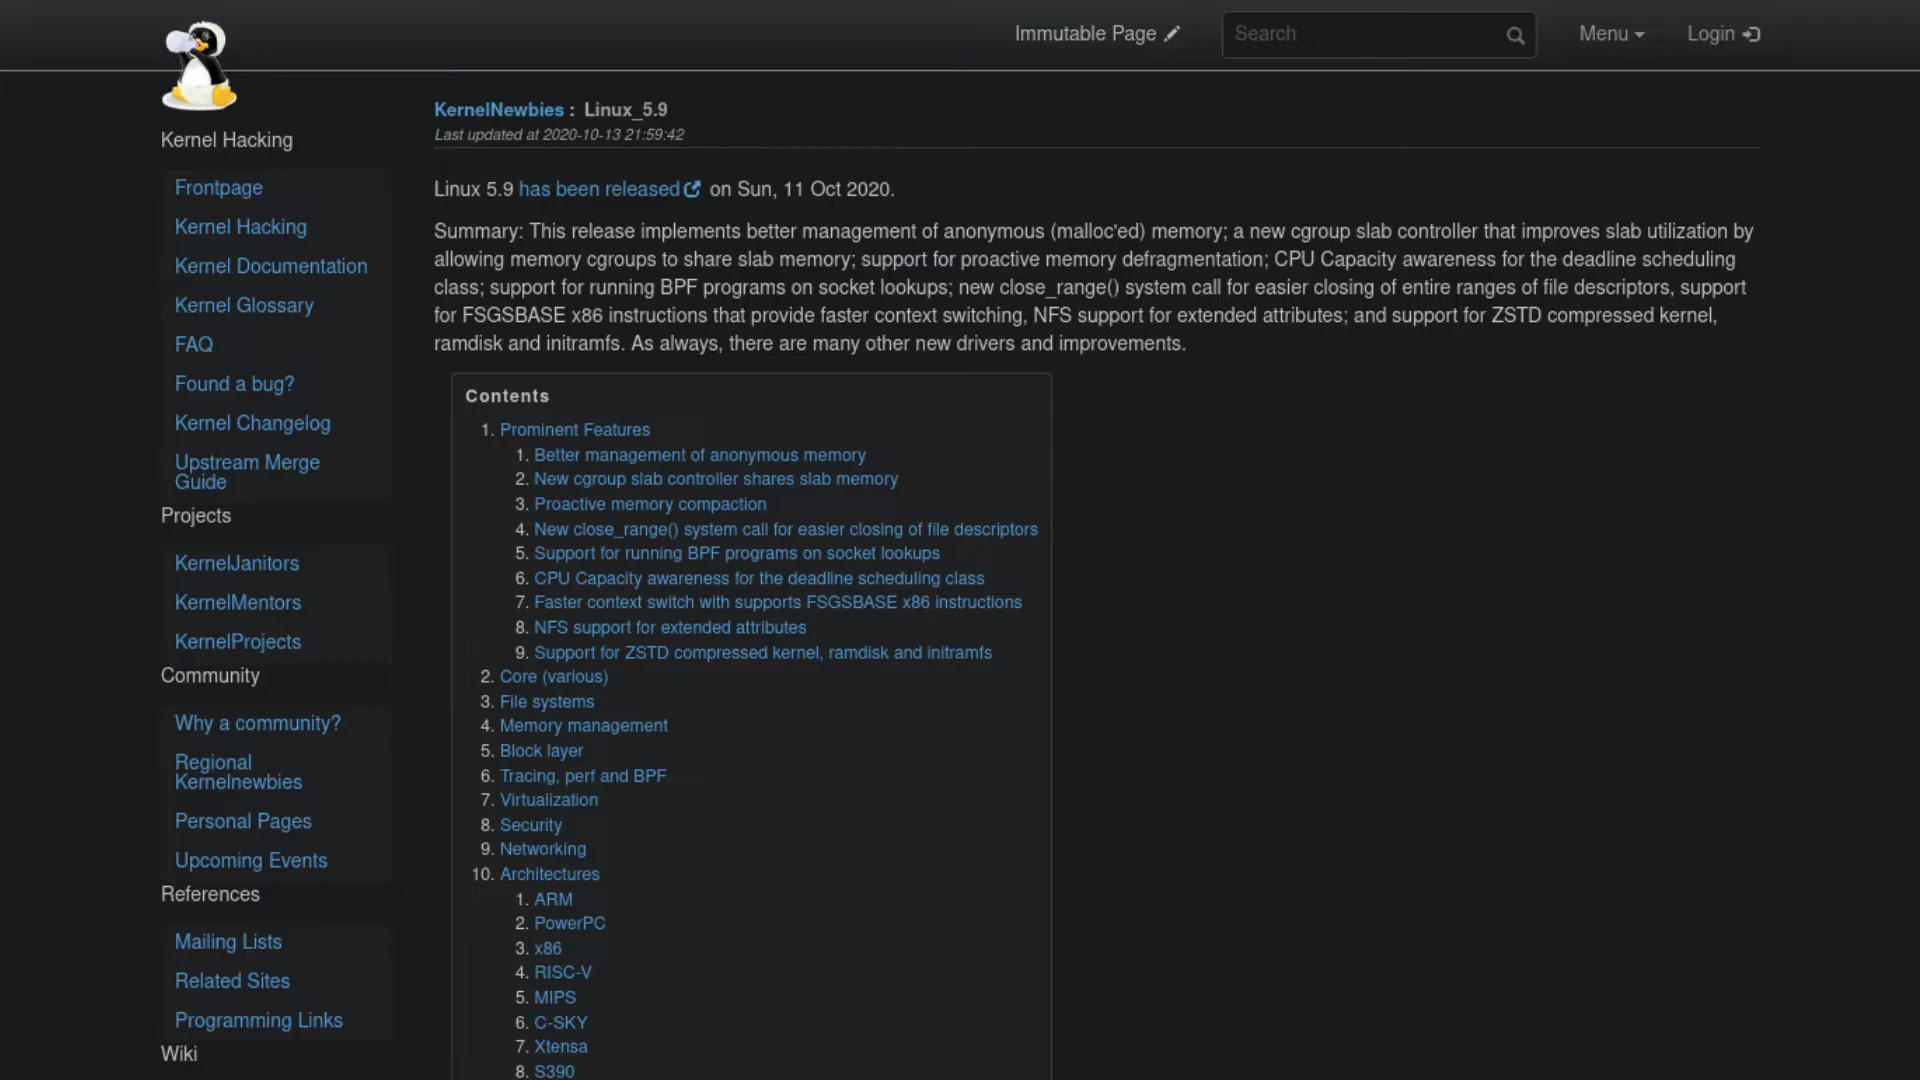 Immutable Page
Search
Menu
Login
Kernel Hacking
Frontpage
Kernel Hacking
Kernel Documentation
Kernel Glossary
FAQ
Found a bug?
Kernel Changelog
Upstream Merge
Guide
Projects
KernelJanitors
KernelMentors
KernelProjects
Community
Why a community?
Regional
Kernelnewbies
Personal Pages
Upcoming Events
References
Mailing Lists
Related Sites
Programming Links
Wiki
KernelNewbies : Linux_5.9
Last updated at 2020-10-13 21:59:42
Linux 5.9 has been released on Sun, 11 Oct 2020.
Summary: This release implements better management of anonymous (malloc'ed) memory; a new cgroup slab controller that improves slab utilization by
allowing memory cgroups to share slab memory; support for proactive memory defragmentation; CPU Capacity awareness for the deadline scheduling
class; support for running BPF programs on socket lookups; new close_range() system call for easier closing of entire ranges of file descriptors, support
for FSGSBASE x86 instructions that provide faster context switching, NFS support for extended attributes; and support for ZSTD compressed kernel,
ramdisk and initramfs. As always, there are many other new drivers and improvements.
Contents
1. Prominent Features
1. Better management of anonymous memory
2. New cgroup slab controller shares slab memory
3. Proactive memory compaction
4. New close_range() system call for easier closing of file descriptors
5. Support for running BPF programs on socket lookups
6. CPU Capacity awareness for the deadline scheduling class
7. Faster context switch with supports FSGSBASE x86 instructions
8. NFS support for extended attributes
9. Support for ZSTD compressed kernel, ramdisk and initramfs
2. Core (various)
3. File systems
4. Memory management
5. Block layer
6. Tracing, perf and BPF
7. Virtualization
8. Security
9. Networking
10. Architectures
1. ARM
2. PowerPC
3. x86
4. RISC-V
5. MIPS
6. C-SKY
7. Xtensa
8. S390